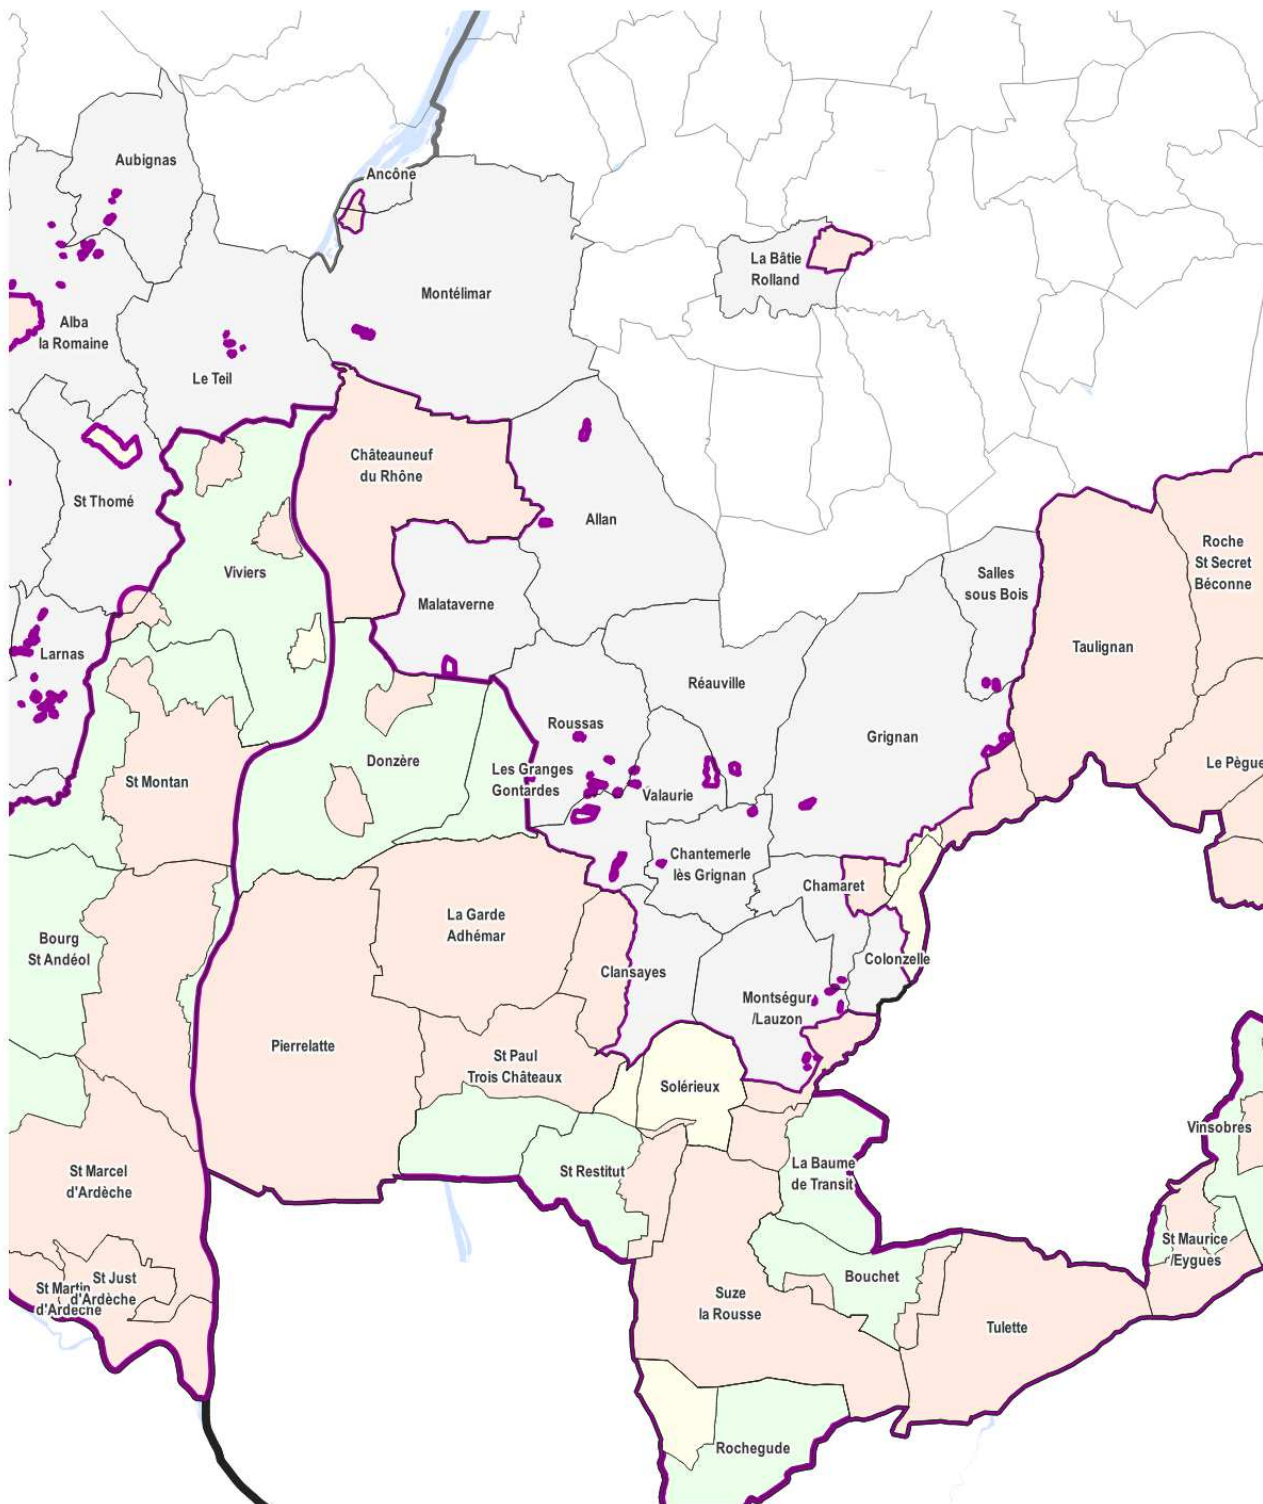 Aubignas
Ancône
La Bâtie
Rolland
Montélimar
Alba
la Romaine
Le Teil
Châteauneuf
du Rhône
St Thomé
Allan
Roche
St Secret
Béconne
Viviers
Salles
sous Bois
Malataverne
Taulignan
Larnas
Réauville
Roussas
Grignan
Donzère
Le Pègue
St Montan
Les Granges
Gontardes
Valaurie
Chantemerle
lès Grignan
Chamaret
La Garde
Adhémar
Bourg
St Andéol
Clansayes
Colonzelle
Montségur
/Lauzon
Pierrelatte
St Paul
Trois Châteaux
Solérieux
Vinsobres
St Marcel
d'Ardèche
St Restitut
La Baume
de Transit
St Maurice
/Eygues
St Just
d'Ardèche
St Martin
d'Ardèche
Bouchet
Suze
la Rousse
Tulette
Rochegude